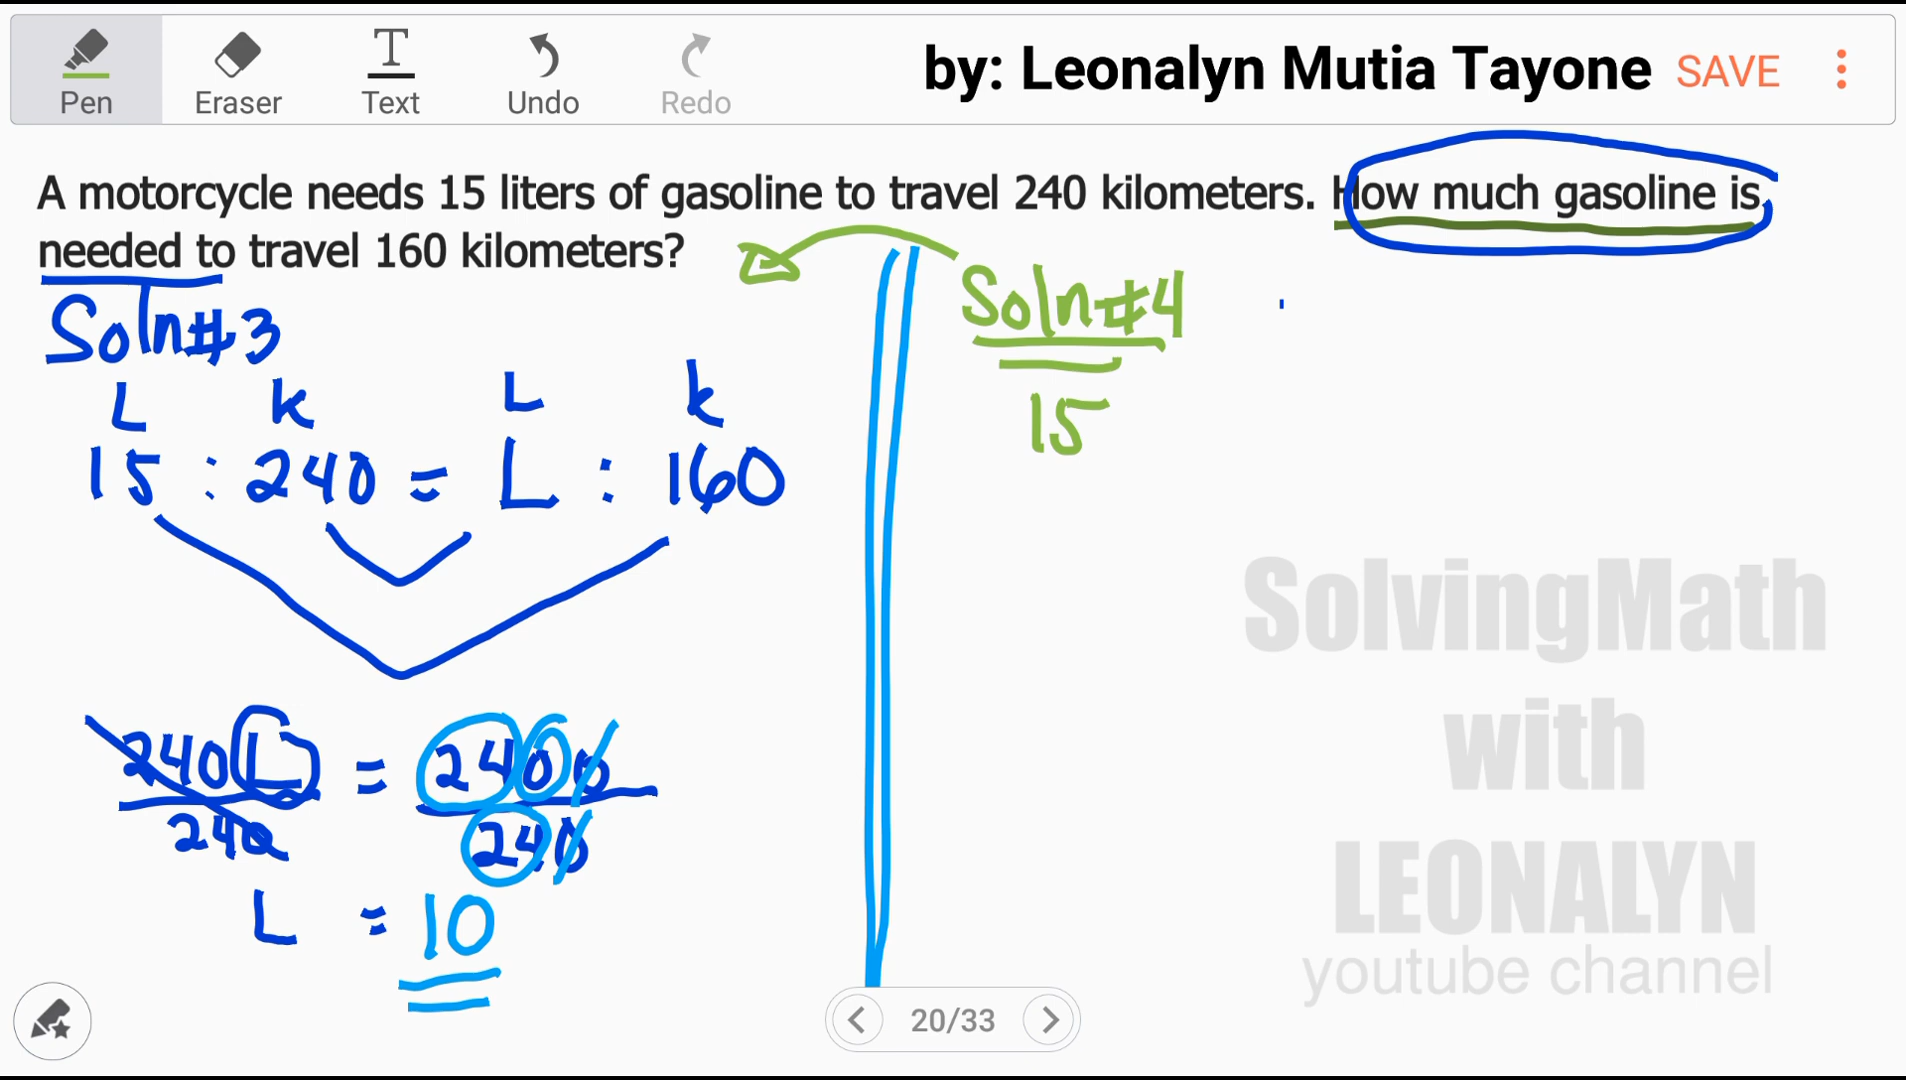 Pen Eraser Text Undo Redo by: Leonalyn Mutia Tayone SAVE
A motorcycle needs 15 liters of gasoline to travel 240 kilometers. How much gasoline is
needed to travel 160 kilometers?
Soln#3
L K L k
15 : 240 = L : 160
240L = 2400
240 240
L = 10
Soln#4
15
SolvingMath
with
LEONALYN
youtube channel
20/33